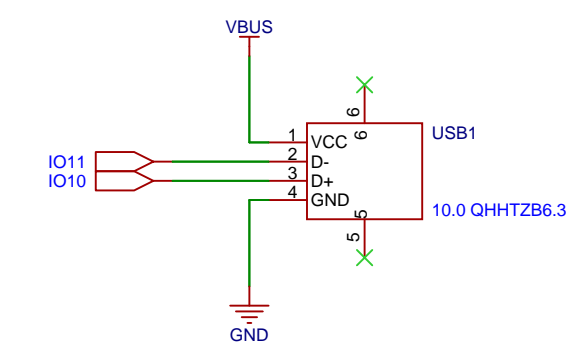 VBUS
6
6
USB1
1
VCC
IO11
2
D-
IO10
3
D+
4
GND
5
10.0 QHHTZB6.3
5
GND